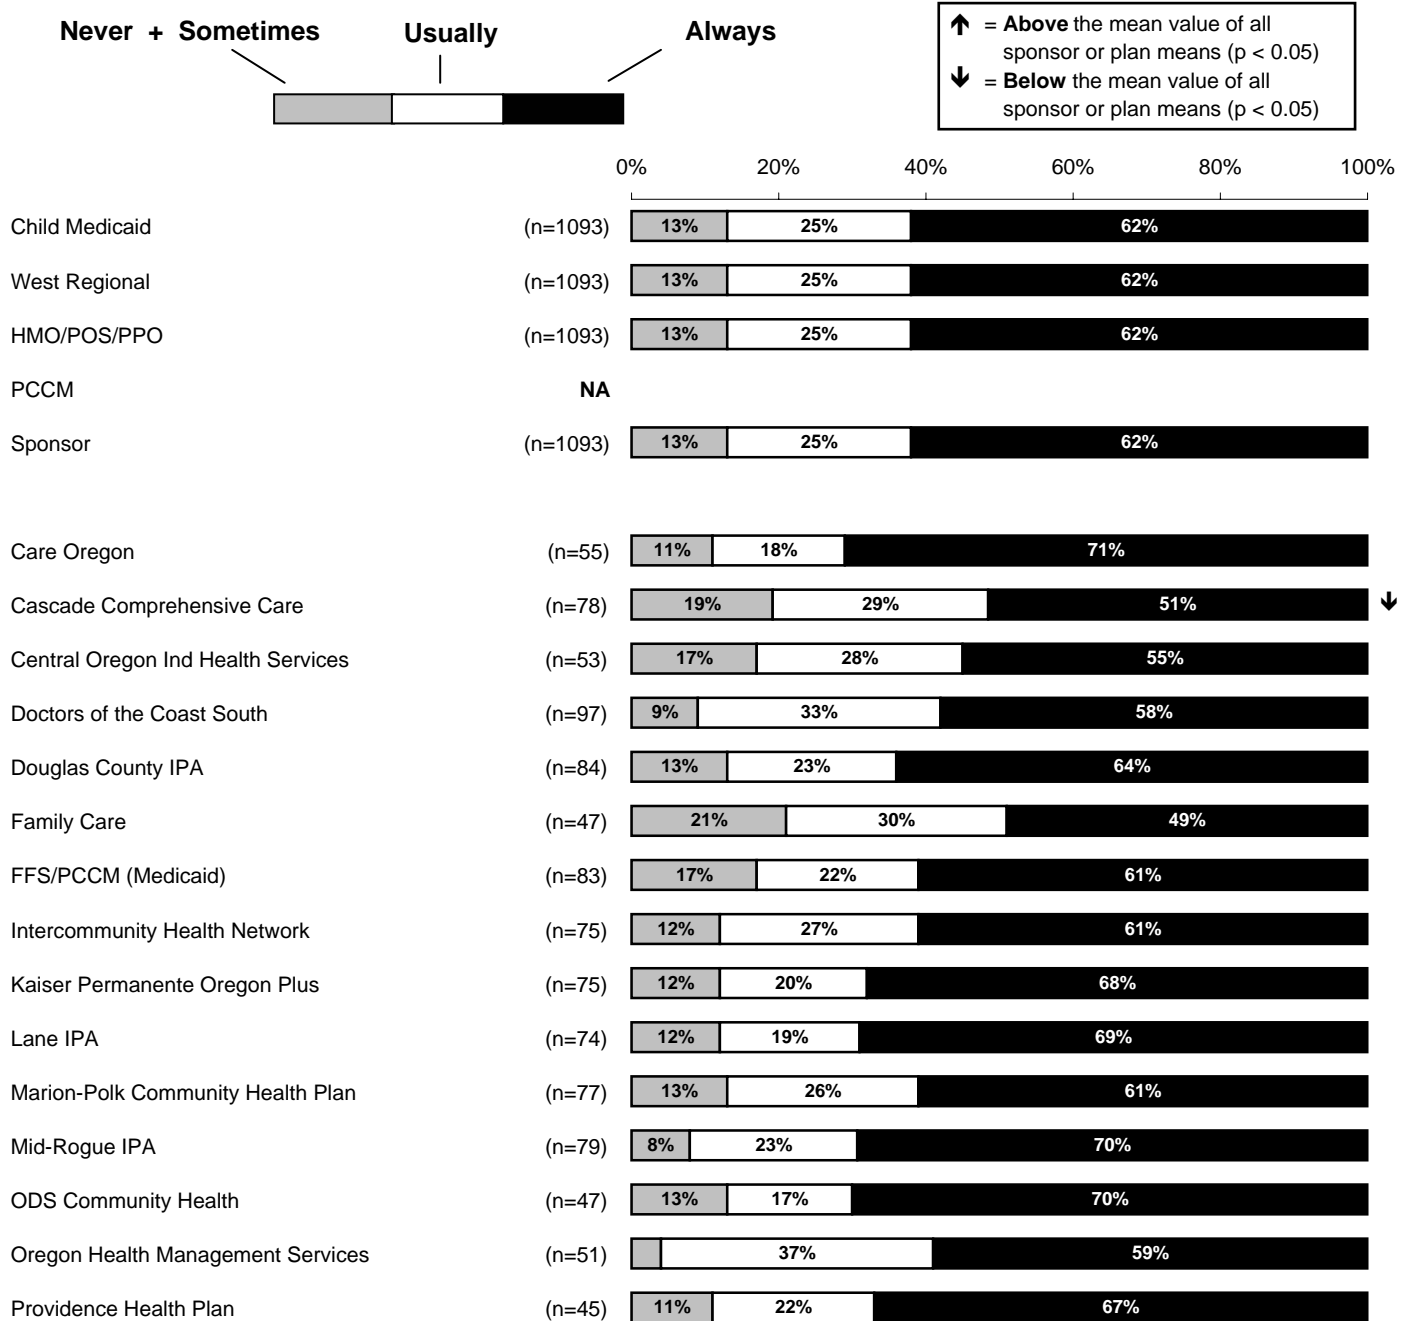 Never + Sometimes Usually Always
↑ = Above the mean value of all
sponsor or plan means (p < 0.05)
↓ = Below the mean value of all
sponsor or plan means (p < 0.05)
0% 20% 40% 60% 80% 100%
Child Medicaid (n=1093) 13% 25% 62%
West Regional (n=1093) 13% 25% 62%
HMO/POS/PPO (n=1093) 13% 25% 62%
PCCM NA
Sponsor (n=1093) 13% 25% 62%
Care Oregon (n=55) 11% 18% 71%
Cascade Comprehensive Care (n=78) 19% 29% 51% ↓
Central Oregon Ind Health Services (n=53) 17% 28% 55%
Doctors of the Coast South (n=97) 9% 33% 58%
Douglas County IPA (n=84) 13% 23% 64%
Family Care (n=47) 21% 30% 49%
FFS/PCCM (Medicaid) (n=83) 17% 22% 61%
Intercommunity Health Network (n=75) 12% 27% 61%
Kaiser Permanente Oregon Plus (n=75) 12% 20% 68%
Lane IPA (n=74) 12% 19% 69%
Marion-Polk Community Health Plan (n=77) 13% 26% 61%
Mid-Rogue IPA (n=79) 8% 23% 70%
ODS Community Health (n=47) 13% 17% 70%
Oregon Health Management Services (n=51) 37% 59%
Providence Health Plan (n=45) 11% 22% 67%